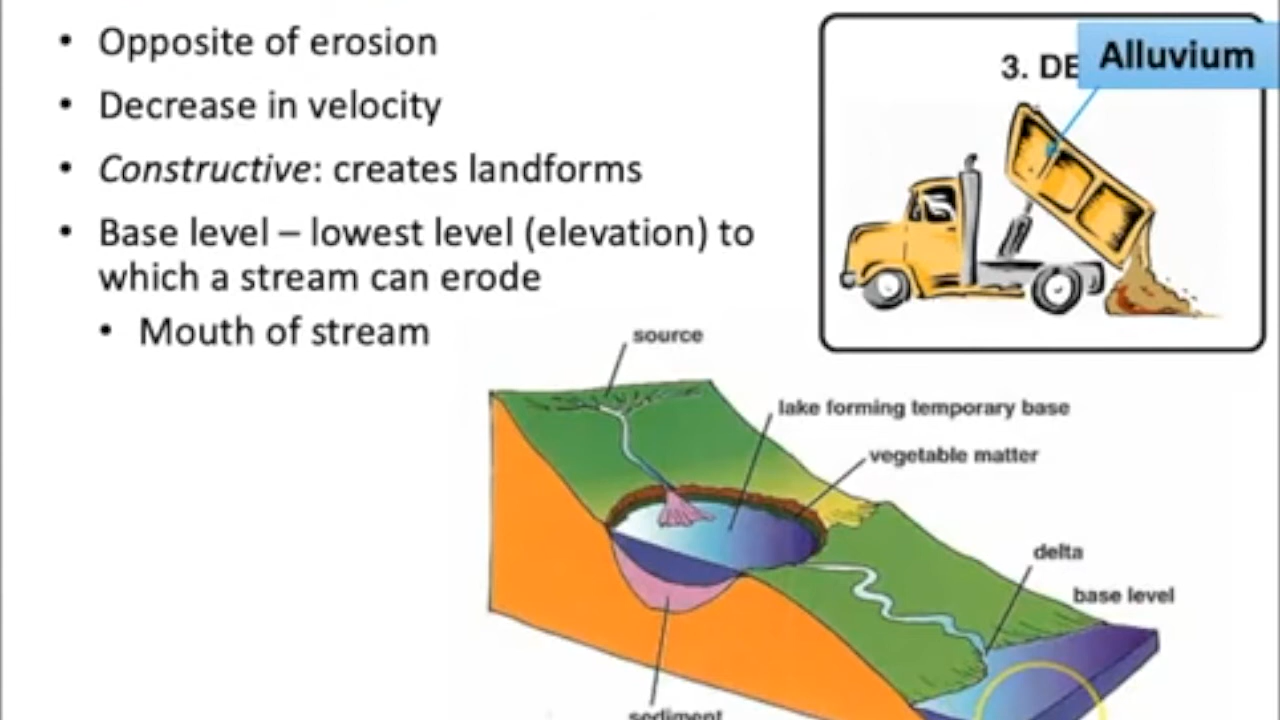 • Opposite of erosion
• Decrease in velocity
• Constructive: creates landforms
• Base level – lowest level (elevation) to
which a stream can erode
• Mouth of stream
3. DE
Alluvium
source
lake forming temporary base
vegetable matter
delta
base level
sediment